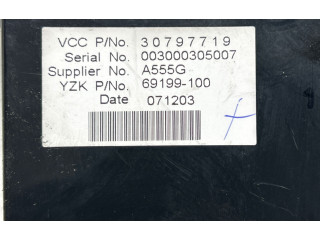 VCC P/No. 30797719
Serial No. 003000305007
Supplier No. A555G
YZK P/No. 69199-100
Date 071203